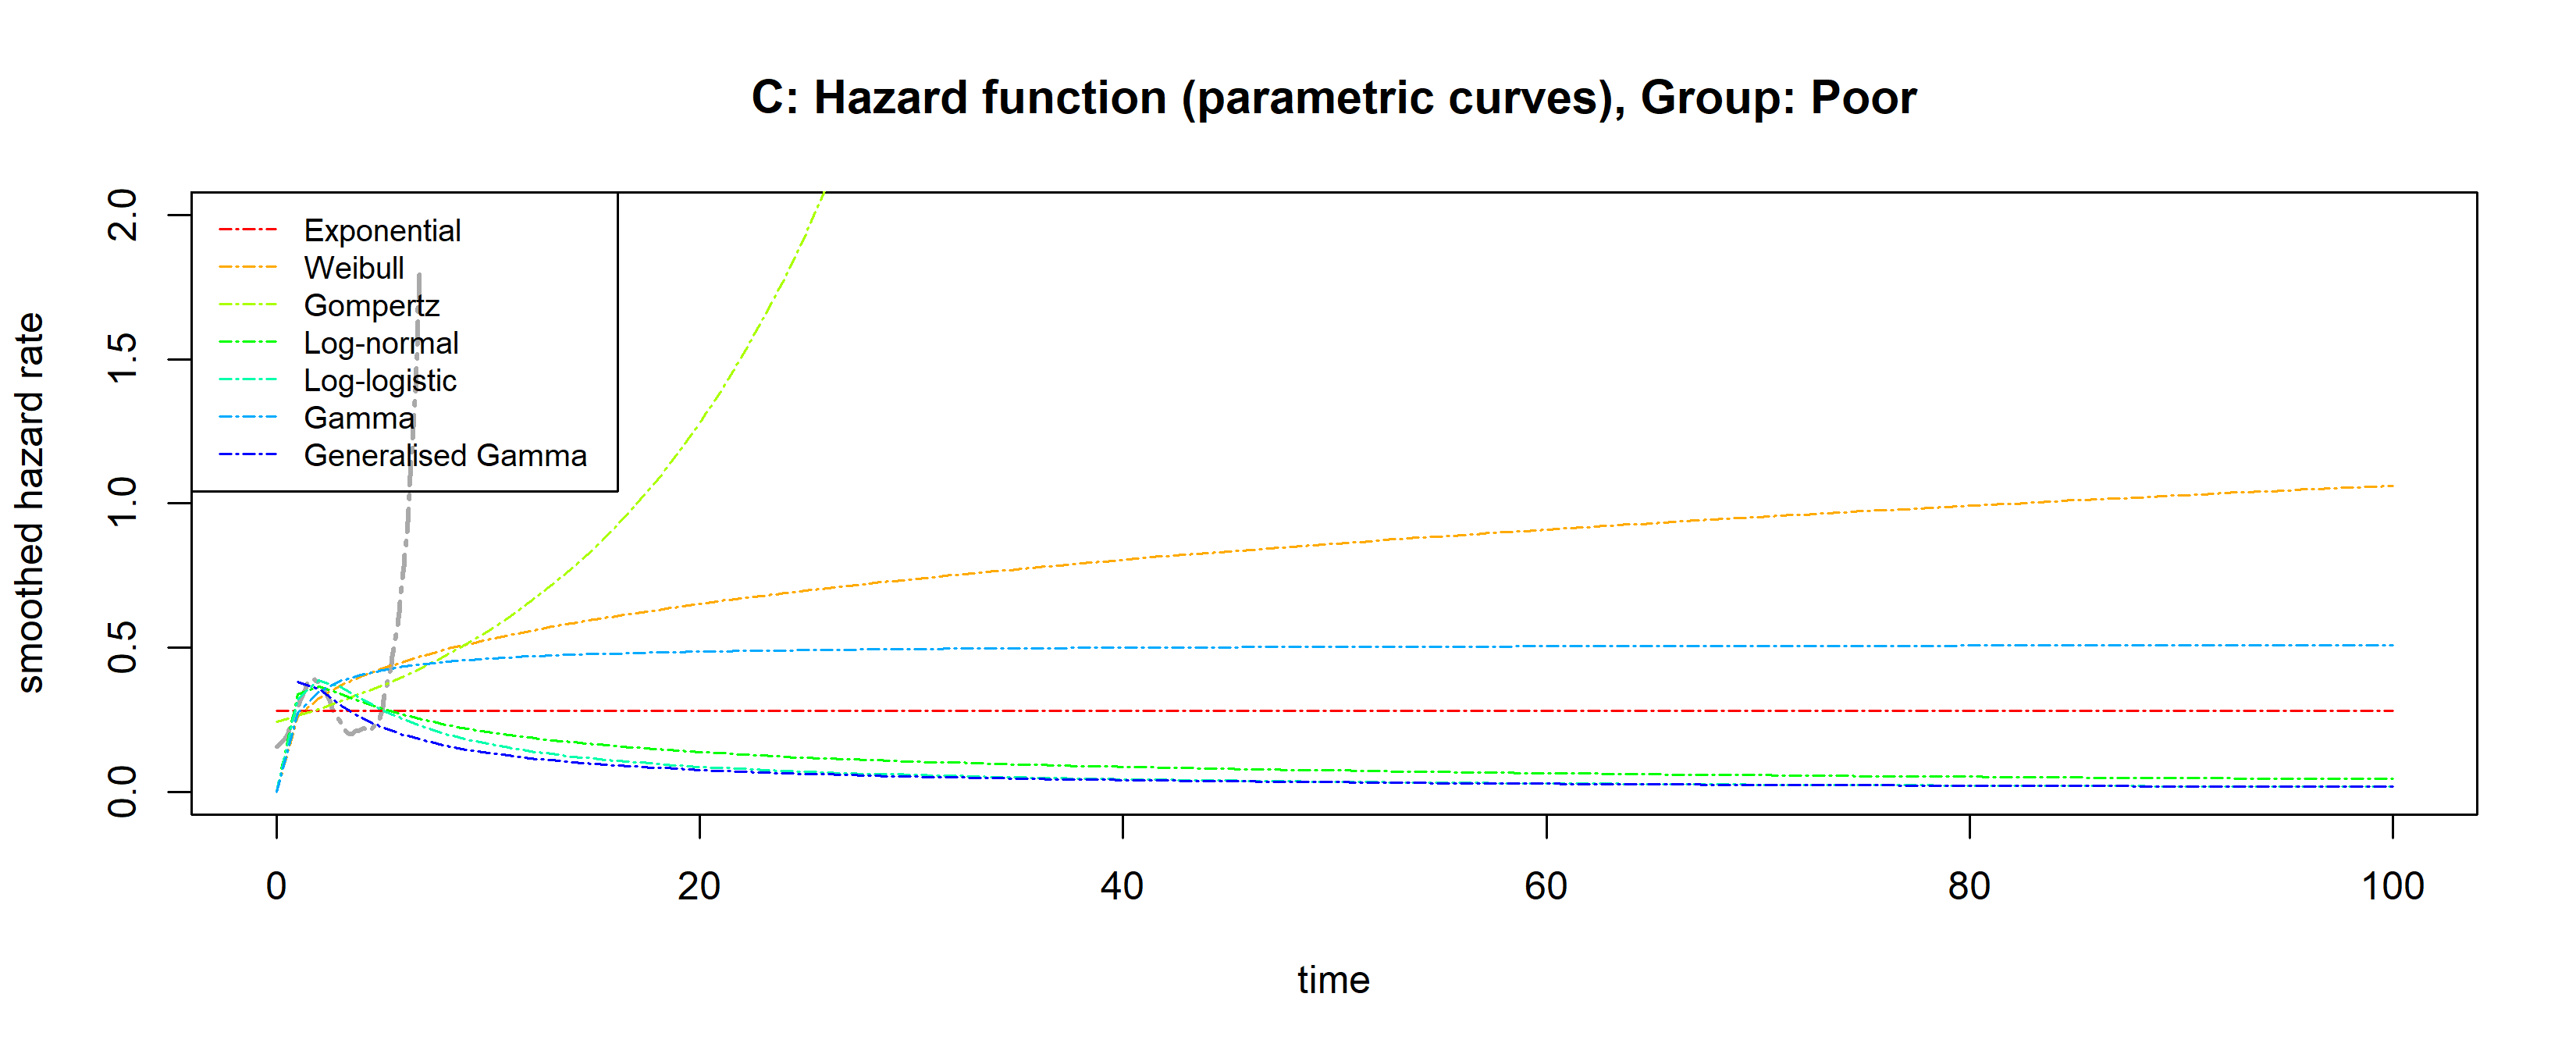 C: Hazard function (parametric curves), Group: Poor
smoothed hazard rate
2.0
1.5
1.0
0.5
0.0
Exponential
Weibull
Gompertz
Log-normal
Log-logistic
Gamma
Generalised Gamma
0 20 40 60 80 100
time